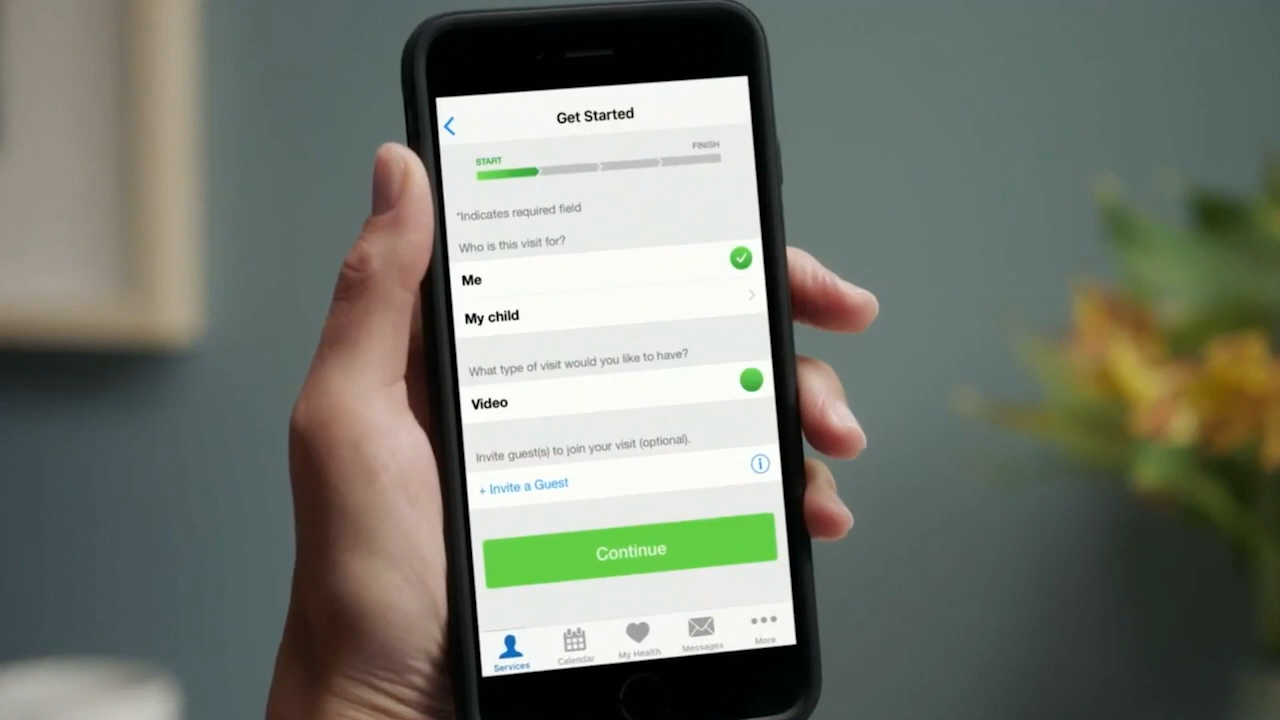 Get Started
START
FINISH
*Indicates required field
Who is this visit for?
Me
My child
What type of visit would you like to have?
Video
Invite guest(s) to join your visit (optional).
+ Invite a Guest
Continue
Services
Calendar
My Health
Messages
More